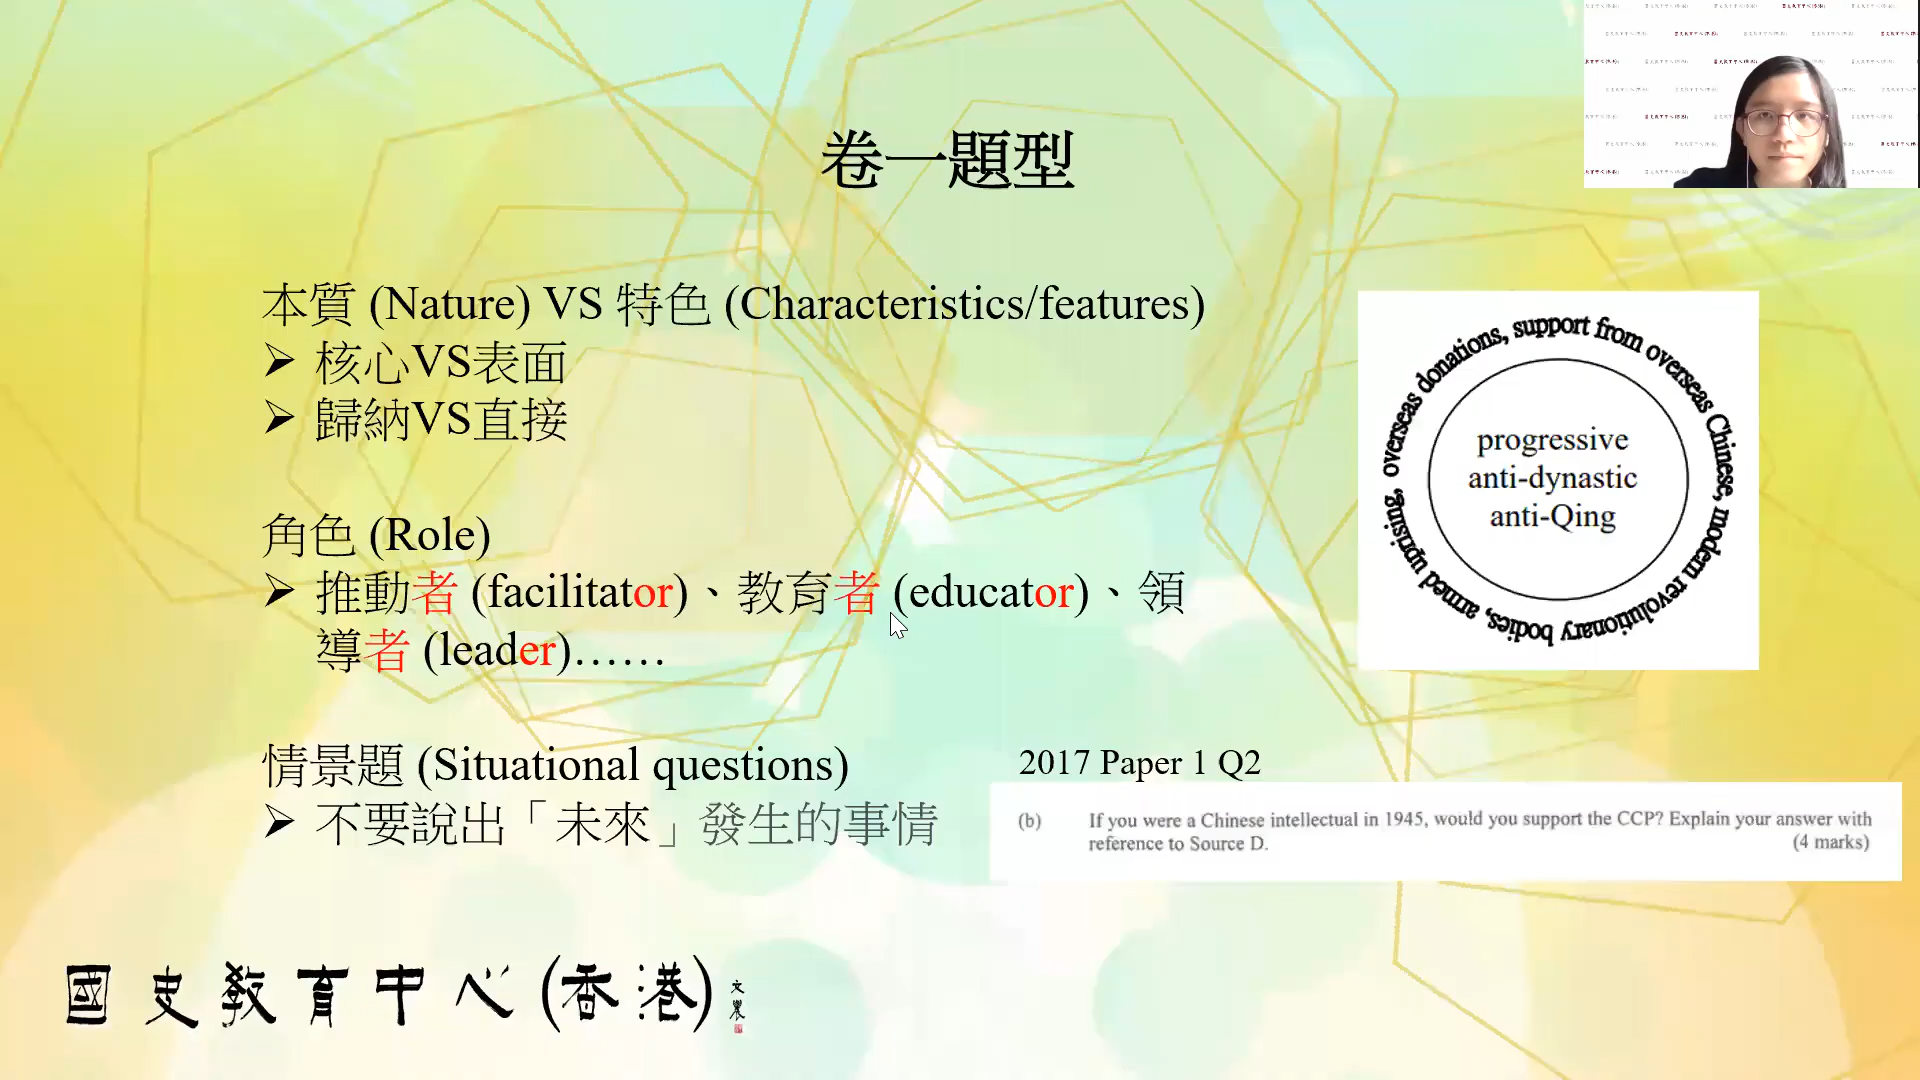 卷一題型
本質 (Nature) VS 特色 (Characteristics/features)
➢ 核心VS表面
➢ 歸納VS直接
角色 (Role)
➢ 推動者 (facilitator)、教育者 (educator)、領
導者 (leader)……
情景題 (Situational questions)
➢ 不要說出「未來」發生的事情
overseas donations, support from overseas Chinese, modern revolutionary bodies, armed uprising,
progressive
anti-dynastic
anti-Qing
2017 Paper 1 Q2
(b) If you were a Chinese intellectual in 1945, would you support the CCP? Explain your answer with
reference to Source D. (4 marks)
國史教育中心(香港)